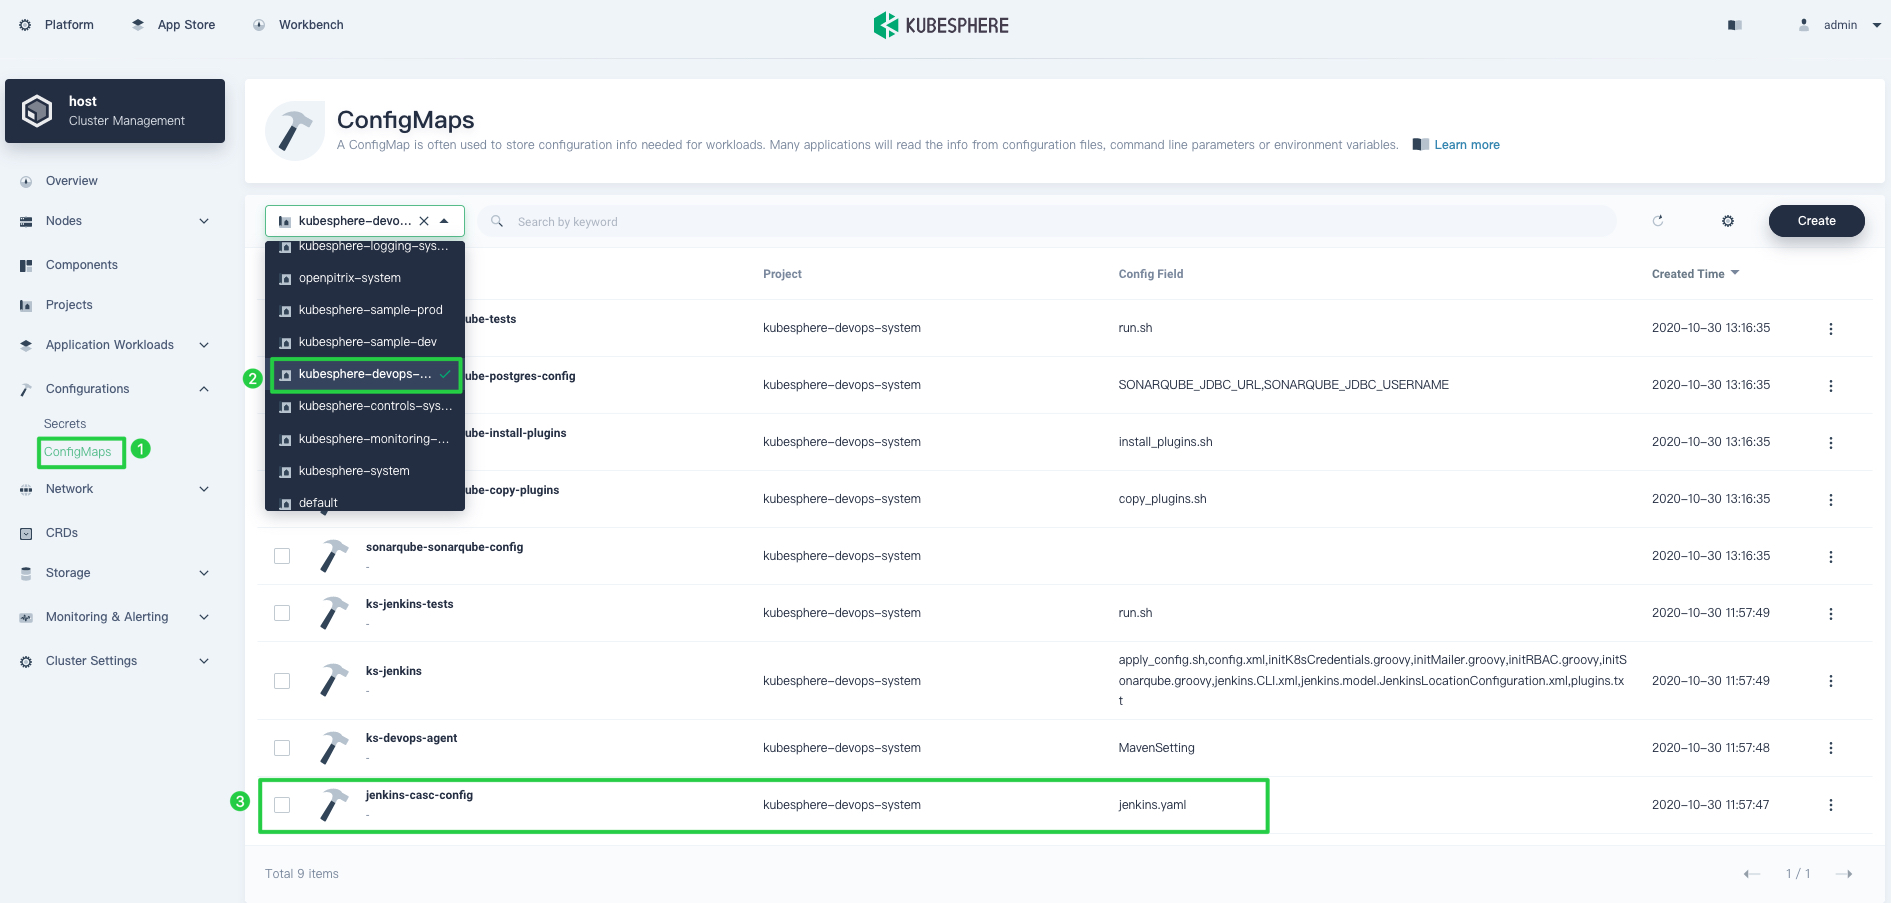 Platform
App Store
Workbench
KUBESPHERE
admin
host
Cluster Management
Overview
Nodes
Components
Projects
Application Workloads
Configurations
Secrets
ConfigMaps
1
Network
CRDs
Storage
Monitoring & Alerting
Cluster Settings
ConfigMaps
A ConfigMap is often used to store configuration info needed for workloads. Many applications will read the info from configuration files, command line parameters or environment variables.
Learn more
kubesphere-devo...
Search by keyword
Create
kubesphere-logging-sys...
openpitrix-system
kubesphere-sample-prod
kubesphere-sample-dev
2
kubesphere-devops-...
kubesphere-controls-sys...
kubesphere-monitoring-...
kubesphere-system
default
Project
Config Field
Created Time
ube-tests
kubesphere-devops-system
run.sh
2020-10-30 13:16:35
ube-postgres-config
kubesphere-devops-system
SONARQUBE_JDBC_URL,SONARQUBE_JDBC_USERNAME
2020-10-30 13:16:35
ube-install-plugins
kubesphere-devops-system
install_plugins.sh
2020-10-30 13:16:35
ube-copy-plugins
kubesphere-devops-system
copy_plugins.sh
2020-10-30 13:16:35
sonarqube-sonarqube-config
-
kubesphere-devops-system
2020-10-30 13:16:35
ks-jenkins-tests
-
kubesphere-devops-system
run.sh
2020-10-30 11:57:49
ks-jenkins
-
kubesphere-devops-system
apply_config.sh,config.xml,initK8sCredentials.groovy,initMailer.groovy,initRBAC.groovy,initS
onarqube.groovy,jenkins.CLI.xml,jenkins.model.JenkinsLocationConfiguration.xml,plugins.tx
t
2020-10-30 11:57:49
ks-devops-agent
-
kubesphere-devops-system
MavenSetting
2020-10-30 11:57:48
3
jenkins-casc-config
-
kubesphere-devops-system
jenkins.yaml
2020-10-30 11:57:47
Total 9 items
1 / 1